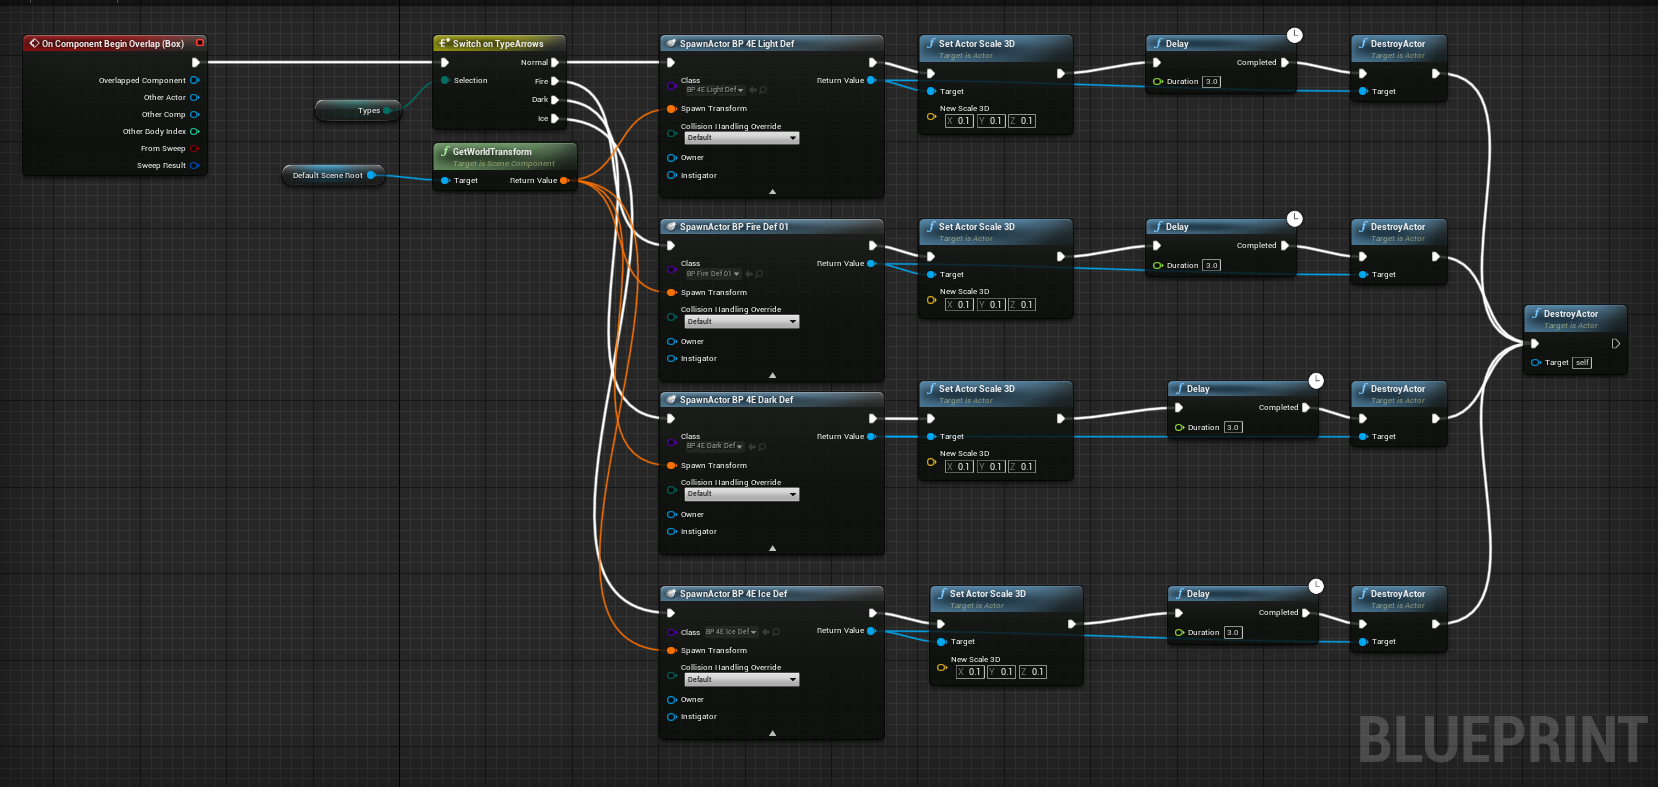 On Component Begin Overlap (Box)
Overlapped Component
Other Actor
Other Comp
Other Body Index
From Sweep
Sweep Result
Types
Default Scene Root
Switch on TypeArrows
Selection
Normal
Fire
Dark
Ice
GetWorldTransform
Target is Scene Component
Target Return Value
SpawnActor BP 4E Light Def
Class
BP 4E Light Def
Return Value
Spawn Transform
Collision Handling Override
Default
Owner
Instigator
Set Actor Scale 3D
Target is Actor
Target
New Scale 3D
X 0.1 Y 0.1 Z 0.1
Delay
Completed
Duration 3.0
DestroyActor
Target is Actor
Target
SpawnActor BP Fire Def 01
Class
BP Fire Def 01
Return Value
Spawn Transform
Collision Handling Override
Default
Owner
Instigator
Set Actor Scale 3D
Target is Actor
Target
New Scale 3D
X 0.1 Y 0.1 Z 0.1
Delay
Completed
Duration 3.0
DestroyActor
Target is Actor
Target
DestroyActor
Target is Actor
Target self
SpawnActor BP 4E Dark Def
Class
BP 4E Dark Def
Return Value
Spawn Transform
Collision Handling Override
Default
Owner
Instigator
Set Actor Scale 3D
Target is Actor
Target
New Scale 3D
X 0.1 Y 0.1 Z 0.1
Delay
Completed
Duration 3.0
DestroyActor
Target is Actor
Target
SpawnActor BP 4E Ice Def
Class BP 4E Ice Def
Return Value
Spawn Transform
Collision Handling Override
Default
Owner
Instigator
Set Actor Scale 3D
Target is Actor
Target
New Scale 3D
X 0.1 Y 0.1 Z 0.1
Delay
Completed
Duration 3.0
DestroyActor
Target is Actor
Target
BLUEPRINT